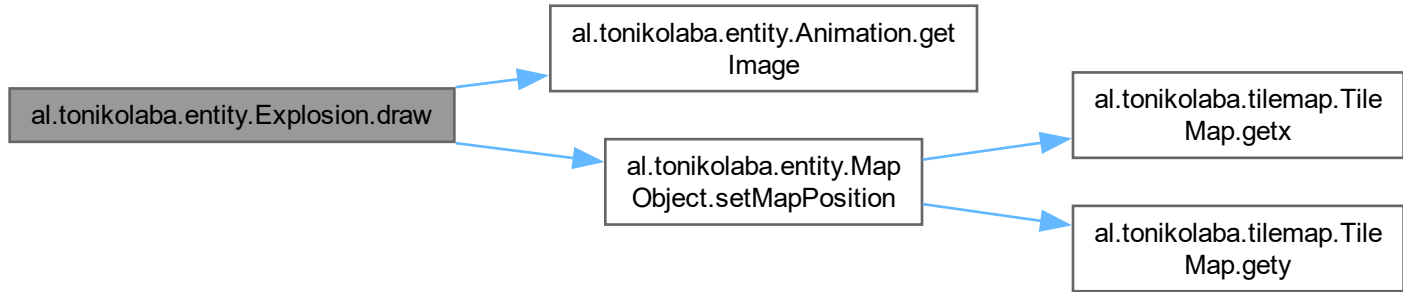 al.tonikolaba.entity.Explosion.draw
al.tonikolaba.entity.Animation.get
Image
al.tonikolaba.entity.Map
Object.setMapPosition
al.tonikolaba.tilemap.Tile
Map.getx
al.tonikolaba.tilemap.Tile
Map.gety